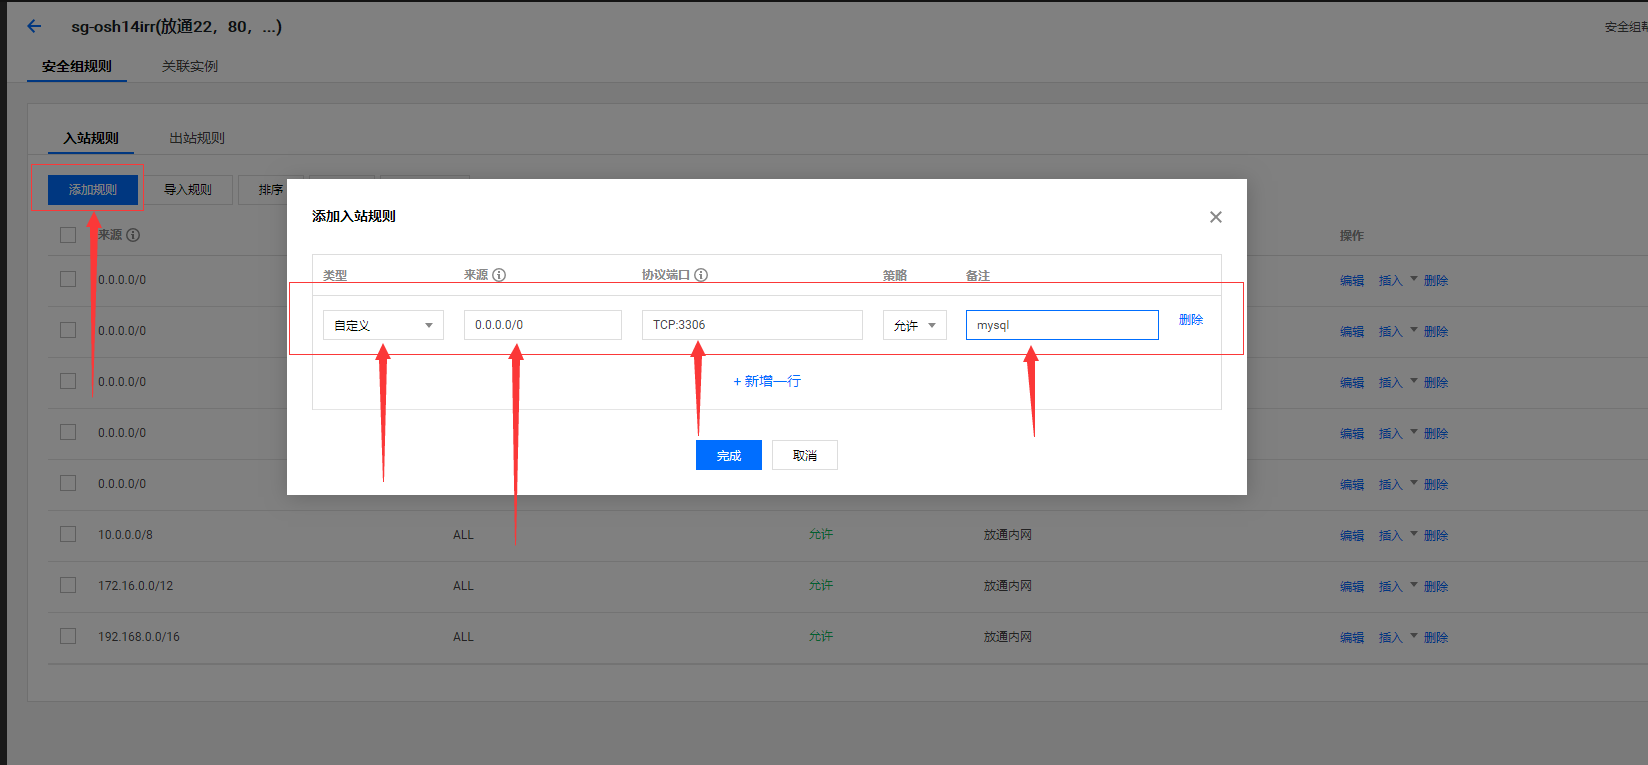 sg-osh14irr(放通22，80，...)
安全组规则 关联实例
入站规则 出站规则
添加规则 导入规则 排序
来源 操作
0.0.0.0/0 编辑 插入 删除
0.0.0.0/0 编辑 插入 删除
0.0.0.0/0 编辑 插入 删除
0.0.0.0/0 编辑 插入 删除
0.0.0.0/0 编辑 插入 删除
10.0.0.0/8 ALL 允许 放通内网 编辑 插入 删除
172.16.0.0/12 ALL 允许 放通内网 编辑 插入 删除
192.168.0.0/16 ALL 允许 放通内网 编辑 插入 删除
添加入站规则
类型 来源 协议端口 策略 备注
自定义 0.0.0.0/0 TCP:3306 允许 mysql 删除
+ 新增一行
完成 取消
安全组